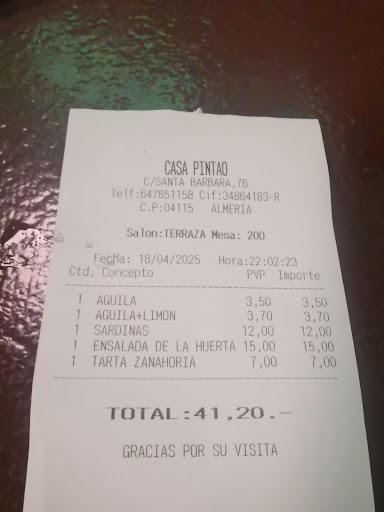 CASA PINTAO
C/SANTA BARBARA,76
Telf:647851158 Cif:34864183-R
C.P:04115 ALMERIA
Salon:TERRAZA Mesa: 200
Fecha: 18/04/2025 Hora:22:02:23
Ctd. Concepto PVP Importe
1 AGUILA 3,50 3,50
1 AGUILA+LIMON 3,70 3,70
1 SARDINAS 12,00 12,00
1 ENSALADA DE LA HUERTA 15,00 15,00
1 TARTA ZANAHORIA 7,00 7,00
TOTAL:41,20.-
GRACIAS POR SU VISITA